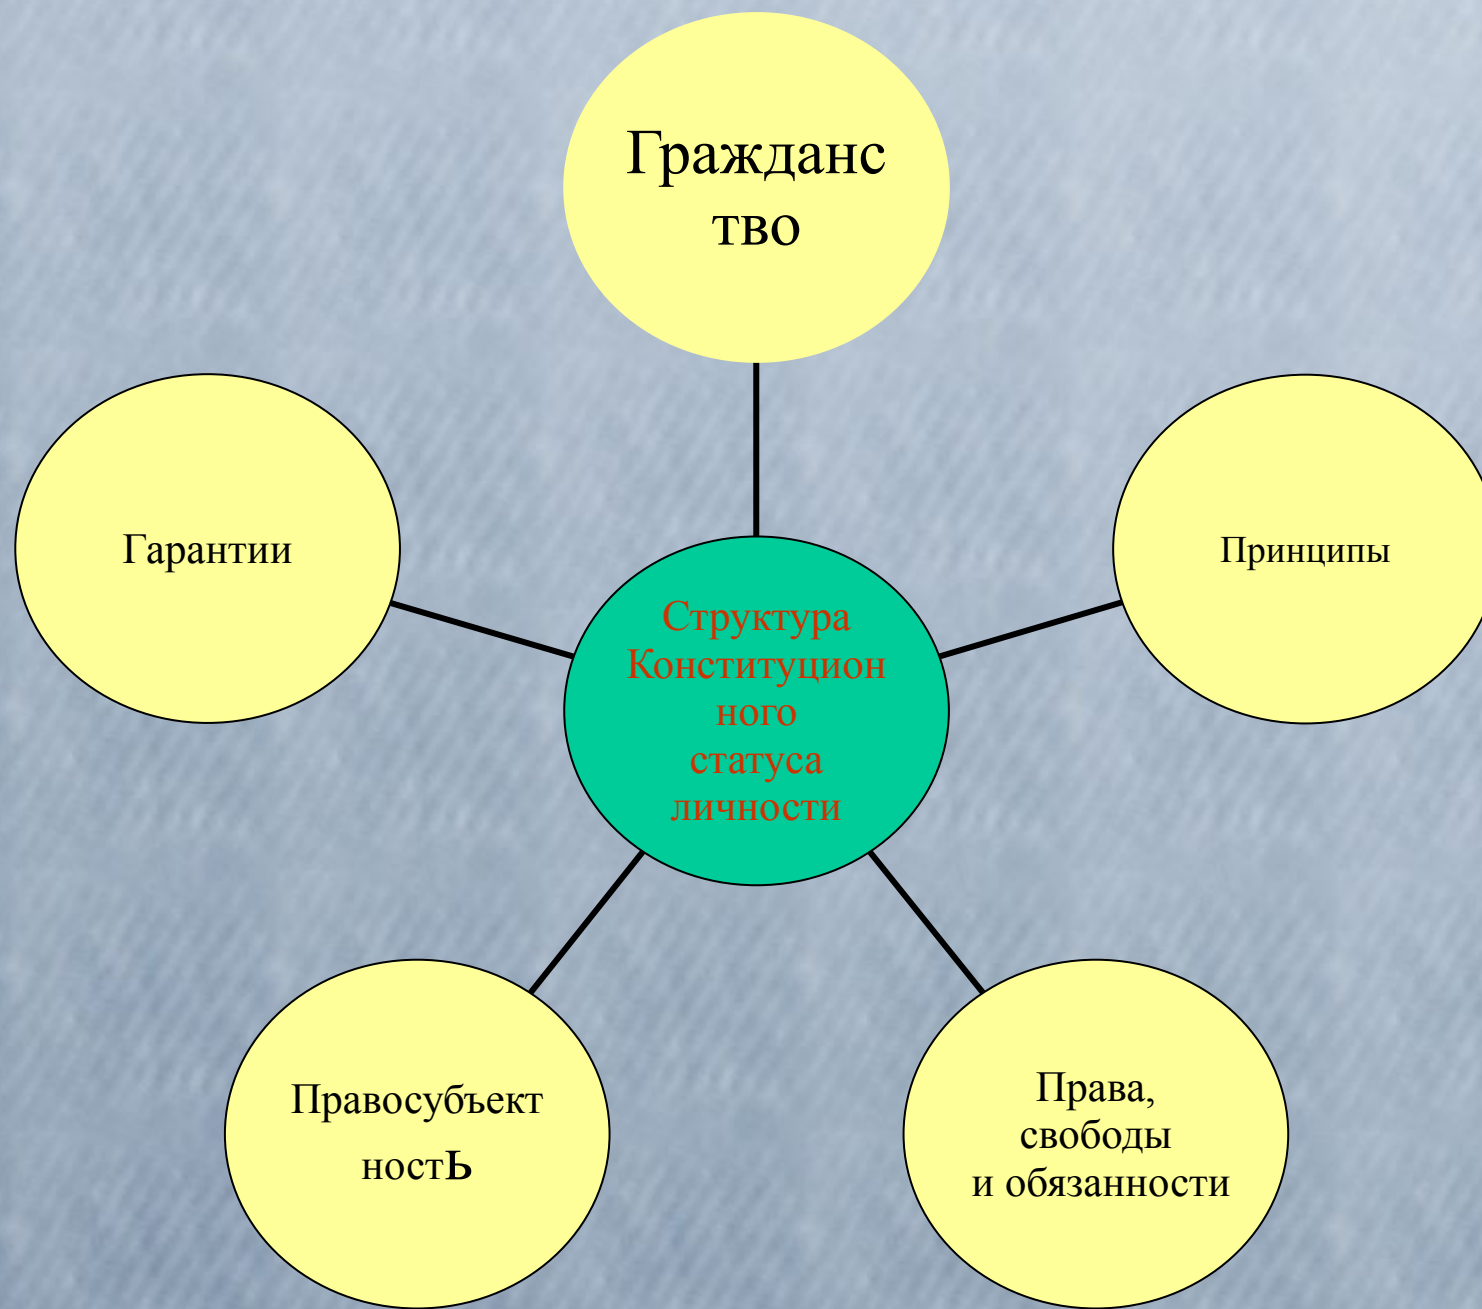 Гражданс
тво
Гарантии
Принципы
Структура
Конституцион
ного
статуса
личности
Правосубъект
ность
Права,
свободы
и обязанности